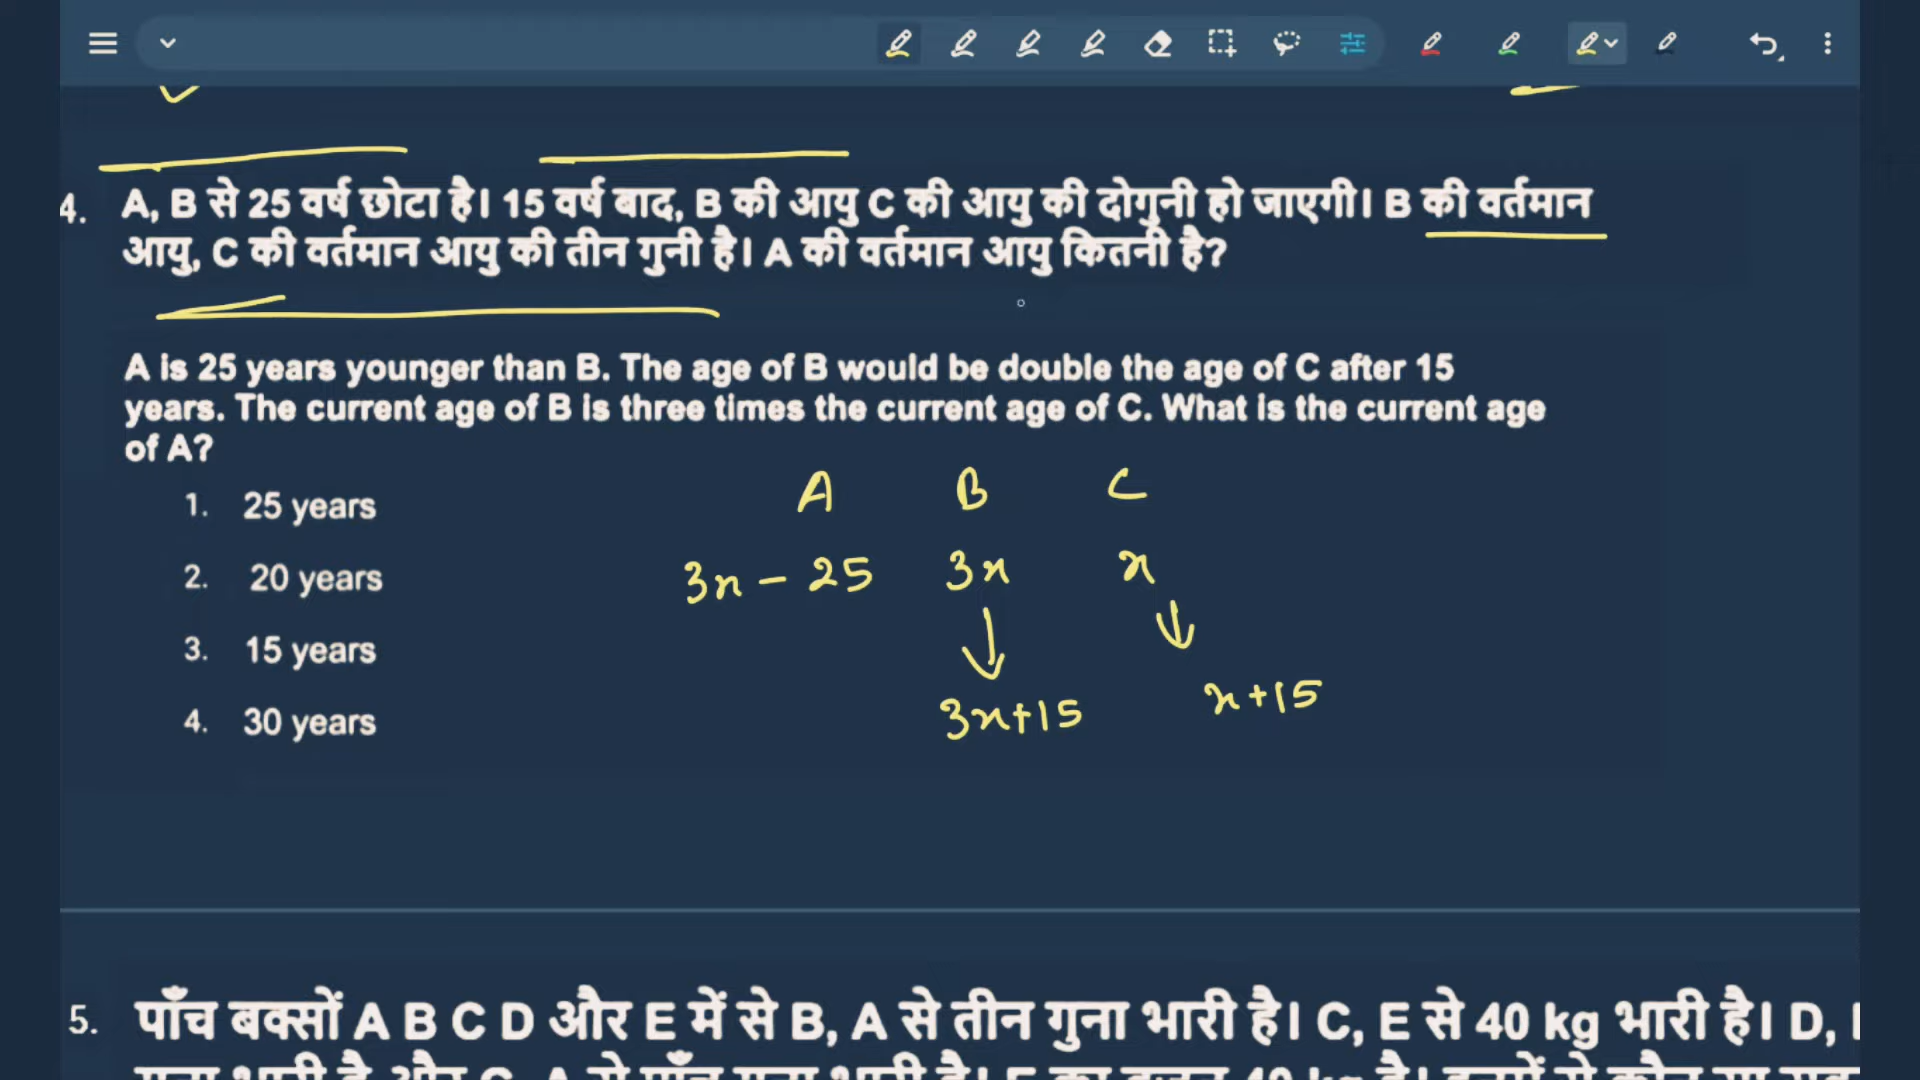 4. A, B से 25 वर्ष छोटा है। 15 वर्ष बाद, B की आयु C की आयु की दोगुनी हो जाएगी। B की वर्तमान
आयु, C की वर्तमान आयु की तीन गुनी है। A की वर्तमान आयु कितनी है?
A is 25 years younger than B. The age of B would be double the age of C after 15
years. The current age of B is three times the current age of C. What is the current age
of A?
1. 25 years
2. 20 years
3. 15 years
4. 30 years
A B C
3x - 25 3x x
3x+15 x+15
5. पाँच बक्सों A B C D और E में से B, A से तीन गुना भारी है। C, E से 40 kg भारी है। D,